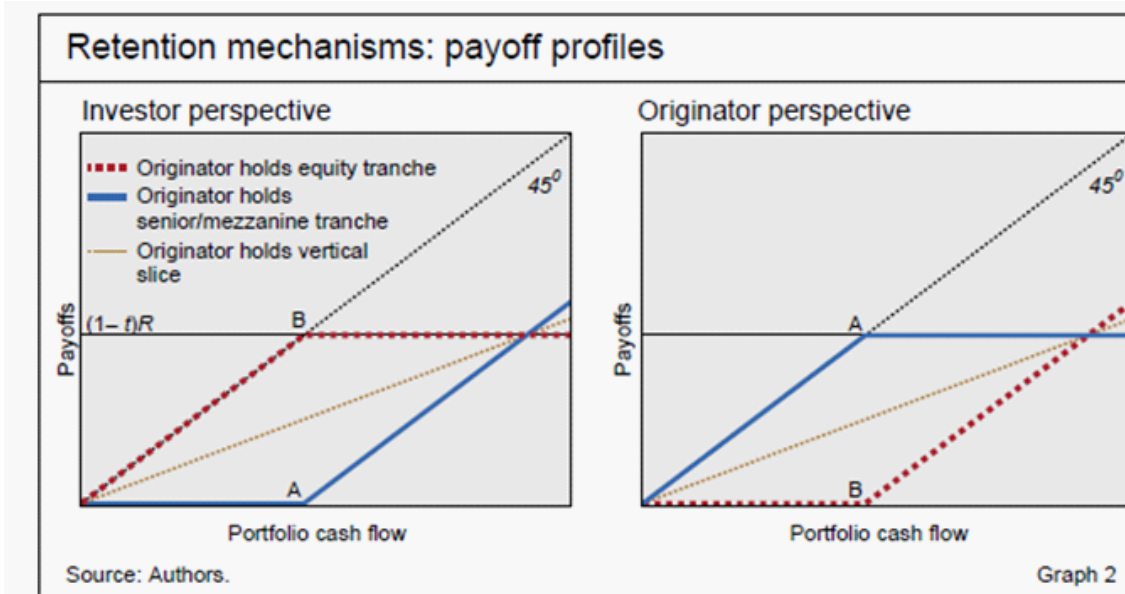 Retention mechanisms: payoff profiles
Investor perspective
Originator holds equity tranche
Originator holds
senior/mezzanine tranche
Originator holds vertical
slice
45⁰
(1– t)R
B
A
Payoffs
Portfolio cash flow
Originator perspective
45⁰
A
B
Payoffs
Portfolio cash flow
Source: Authors.
Graph 2